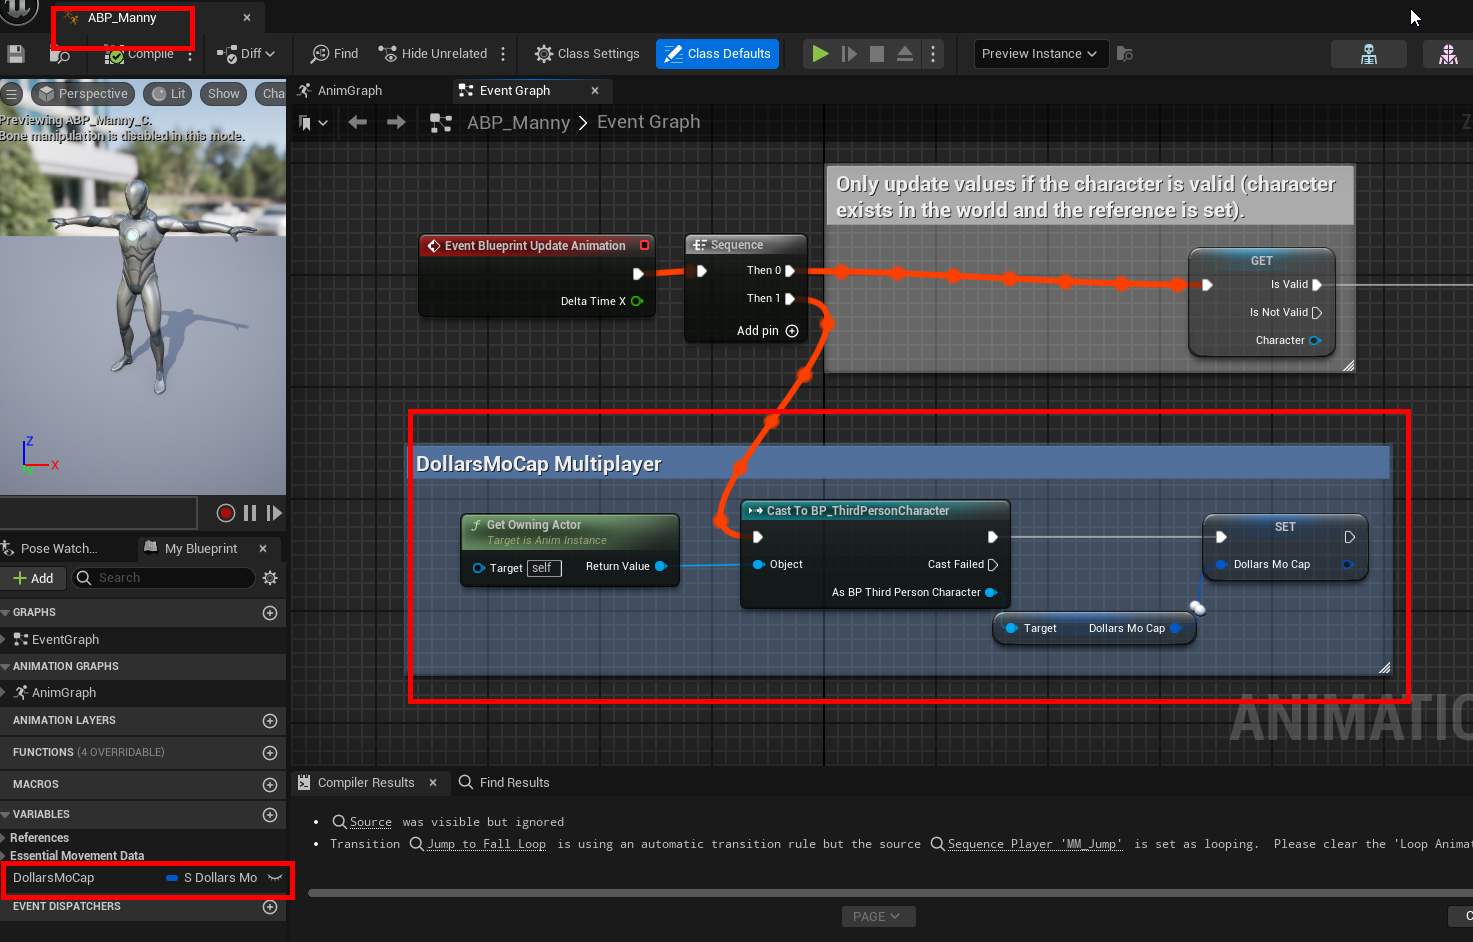 ABP_Manny
Compile
Diff
Find
Hide Unrelated
Class Settings
Class Defaults
Preview Instance
Perspective
Lit
Show
Cha
Previewing ABP_Manny_C.
Bone manipulation is disabled in this mode.
AnimGraph
Event Graph
ABP_Manny
Event Graph
Z
Only update values if the character is valid (character
exists in the world and the reference is set).
Event Blueprint Update Animation
Delta Time X
Sequence
Then 0
Then 1
Add pin
GET
Is Valid
Is Not Valid
Character
DollarsMoCap Multiplayer
Get Owning Actor
Target is Anim Instance
Target
self
Return Value
Cast To BP_ThirdPersonCharacter
Object
Cast Failed
As BP Third Person Character
Target
Dollars Mo Cap
SET
Dollars Mo Cap
ANIMATIO
Z
X
Pose Watch...
My Blueprint
Add
Search
GRAPHS
EventGraph
ANIMATION GRAPHS
AnimGraph
ANIMATION LAYERS
FUNCTIONS (4 OVERRIDABLE)
MACROS
VARIABLES
References
Essential Movement Data
DollarsMoCap
S Dollars Mo
EVENT DISPATCHERS
Compiler Results
Find Results
Source was visible but ignored
Transition Jump to Fall Loop is using an automatic transition rule but the source Sequence Player 'MM_Jump' is set as looping. Please clear the 'Loop Animat
PAGE
C